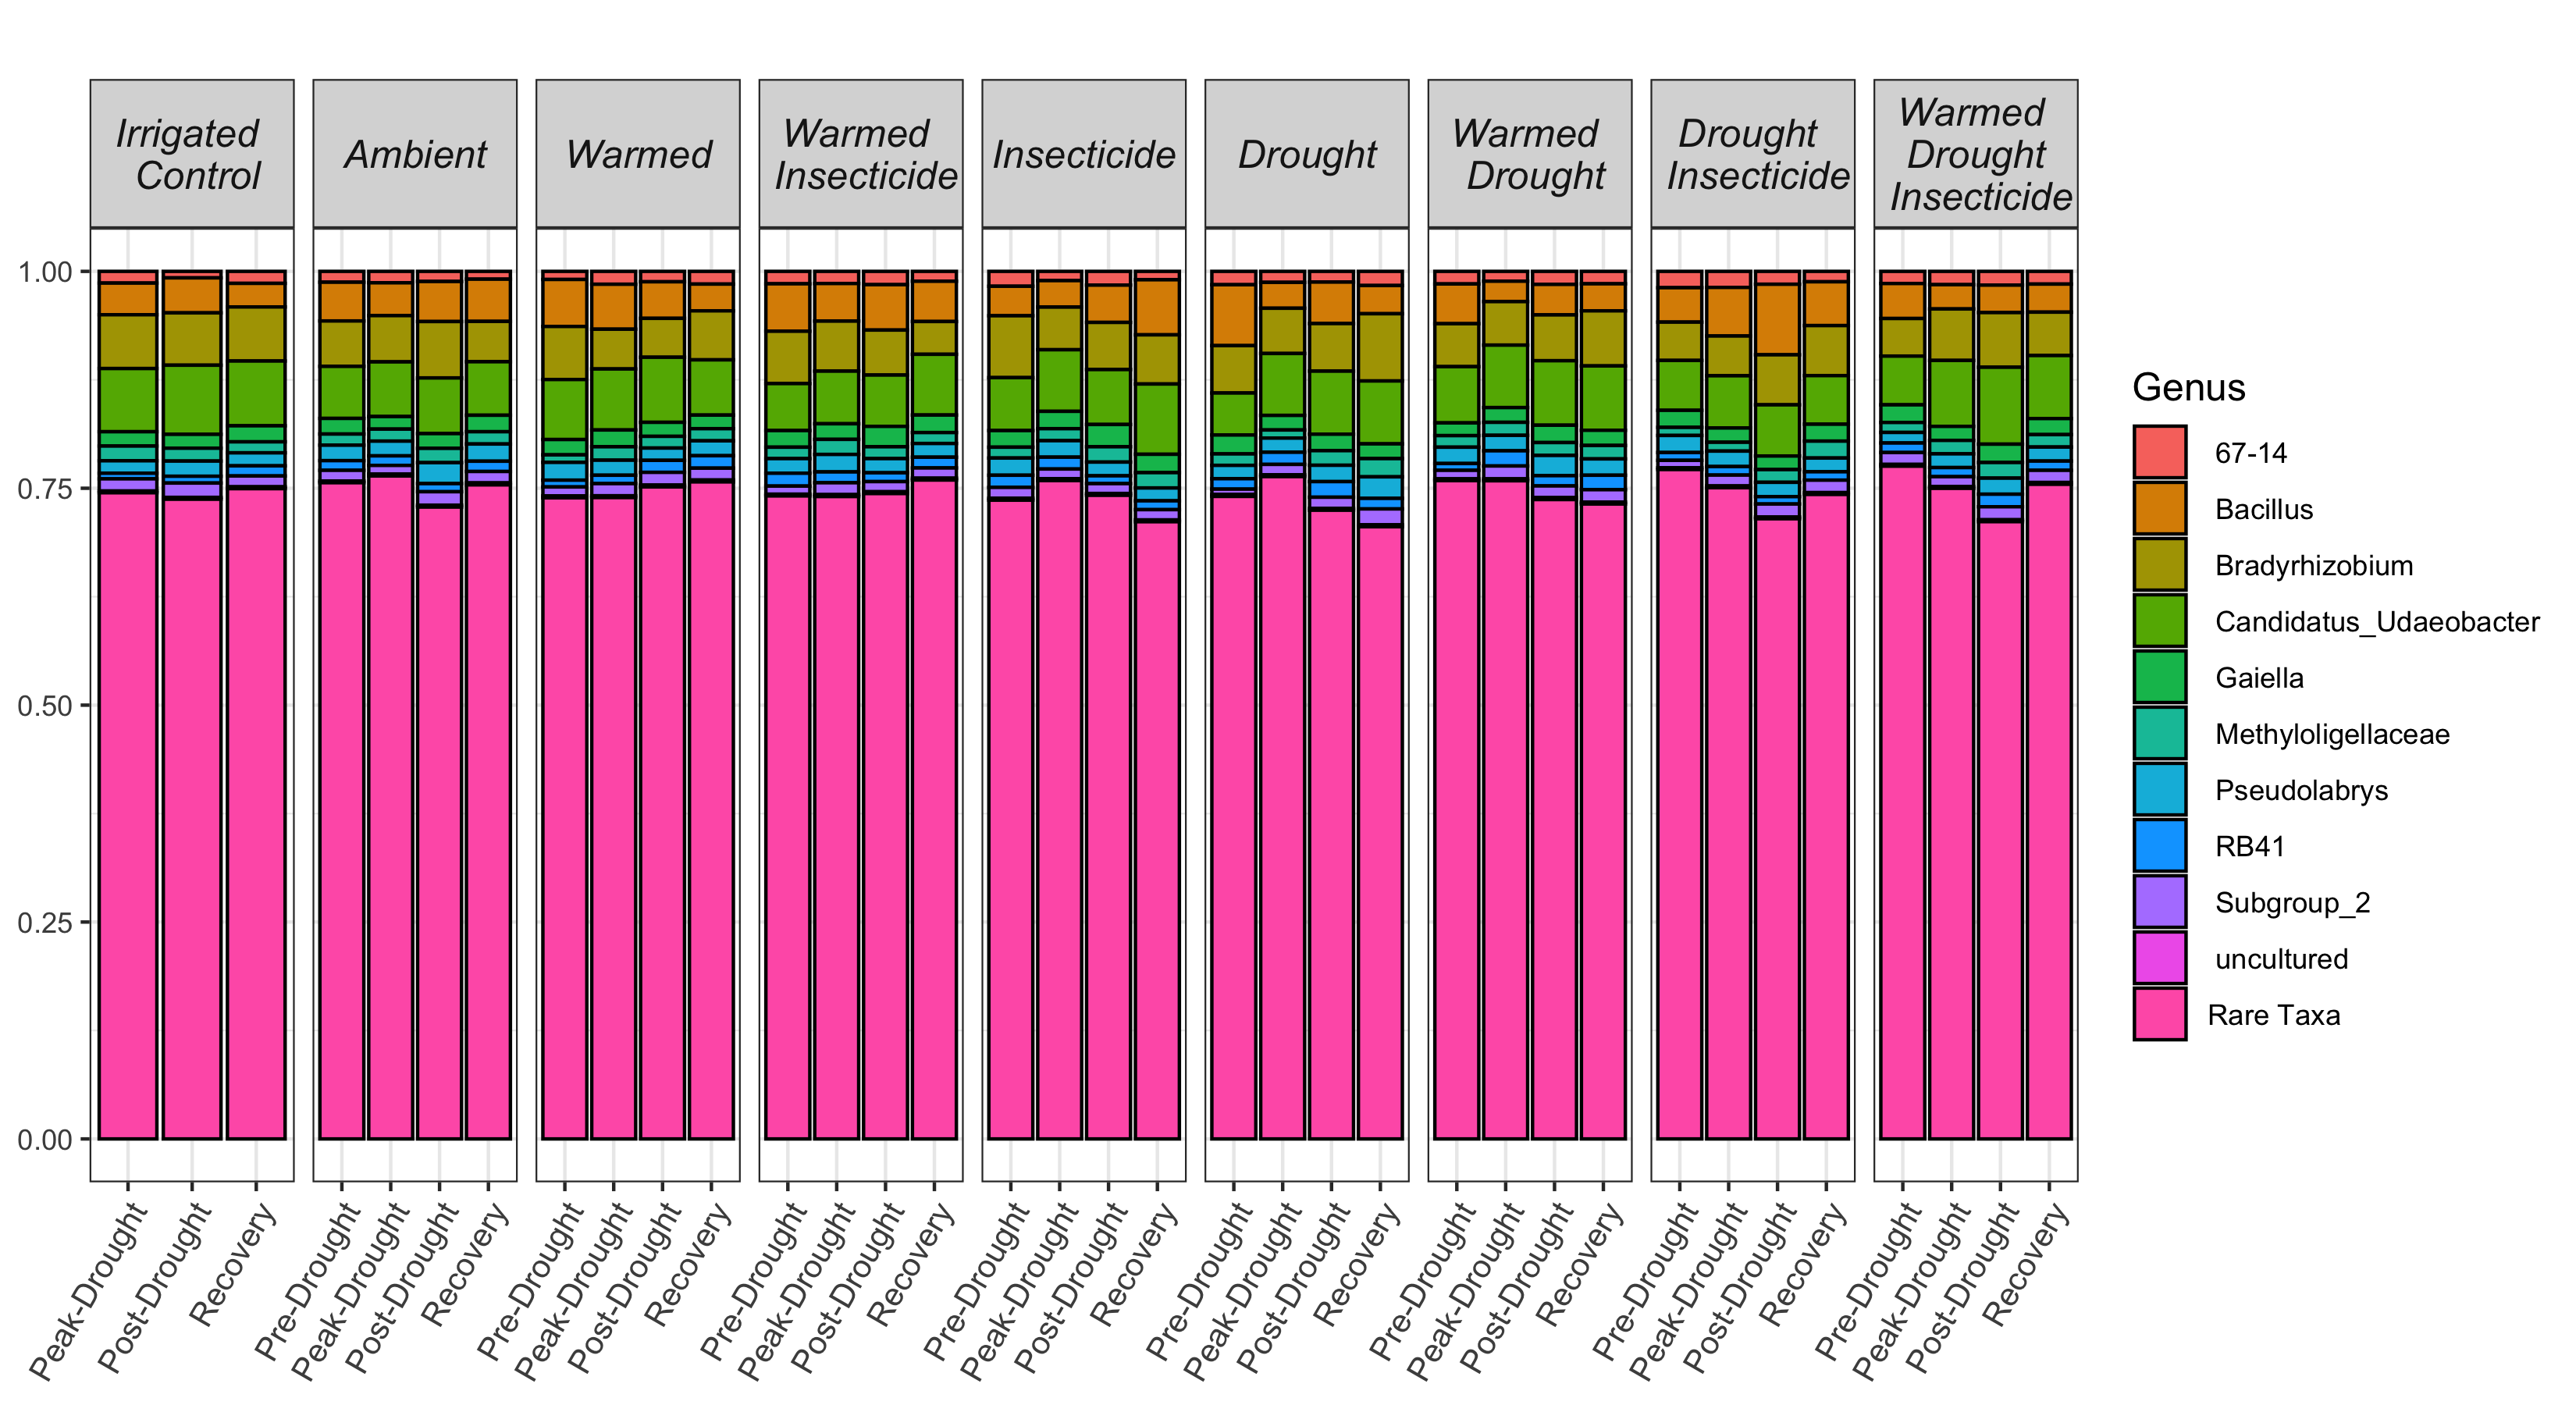 Irrigated
Control
Ambient
Warmed
Warmed
Insecticide
Insecticide
Drought
Warmed
Drought
Drought
Insecticide
Warmed
Drought
Insecticide
1.00
0.75
0.50
0.25
0.00
Peak-Drought
Post-Drought
Recovery
Pre-Drought
Peak-Drought
Post-Drought
Recovery
Pre-Drought
Peak-Drought
Post-Drought
Recovery
Pre-Drought
Peak-Drought
Post-Drought
Recovery
Pre-Drought
Peak-Drought
Post-Drought
Recovery
Pre-Drought
Peak-Drought
Post-Drought
Recovery
Pre-Drought
Peak-Drought
Post-Drought
Recovery
Pre-Drought
Peak-Drought
Post-Drought
Recovery
Pre-Drought
Peak-Drought
Post-Drought
Recovery
Genus
67-14
Bacillus
Bradyrhizobium
Candidatus_Udaeobacter
Gaiella
Methyloligellaceae
Pseudolabrys
RB41
Subgroup_2
uncultured
Rare Taxa